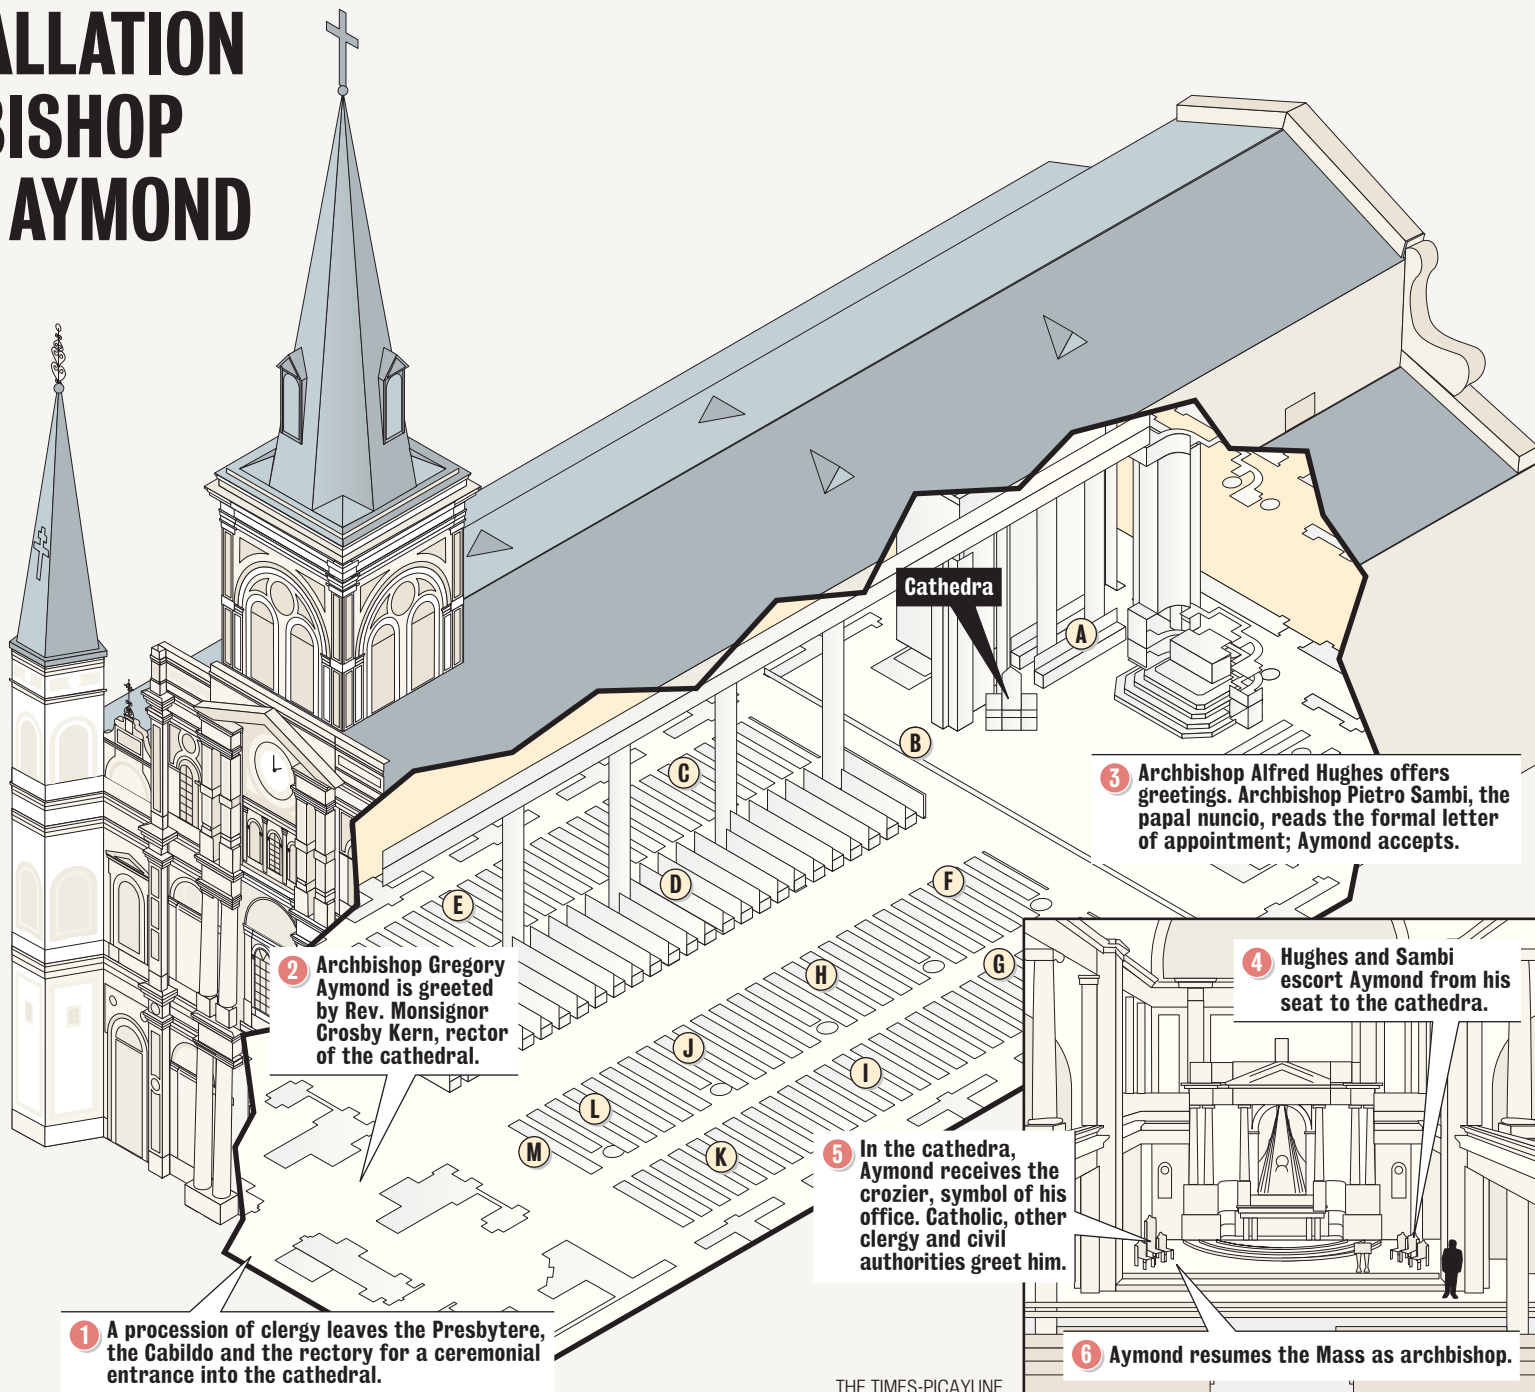 ALLATION
BISHOP
AYMOND
Cathedra
A
B
C
D
E
F
G
H
I
J
K
L
M
1 A procession of clergy leaves the Presbytere,
the Cabildo and the rectory for a ceremonial
entrance into the cathedral.
2 Archbishop Gregory
Aymond is greeted
by Rev. Monsignor
Crosby Kern, rector
of the cathedral.
3 Archbishop Alfred Hughes offers
greetings. Archbishop Pietro Sambi, the
papal nuncio, reads the formal letter
of appointment; Aymond accepts.
4 Hughes and Sambi
escort Aymond from his
seat to the cathedra.
5 In the cathedra,
Aymond receives the
crozier, symbol of his
office. Catholic, other
clergy and civil
authorities greet him.
6 Aymond resumes the Mass as archbishop.
THE TIMES-PICAYUNE